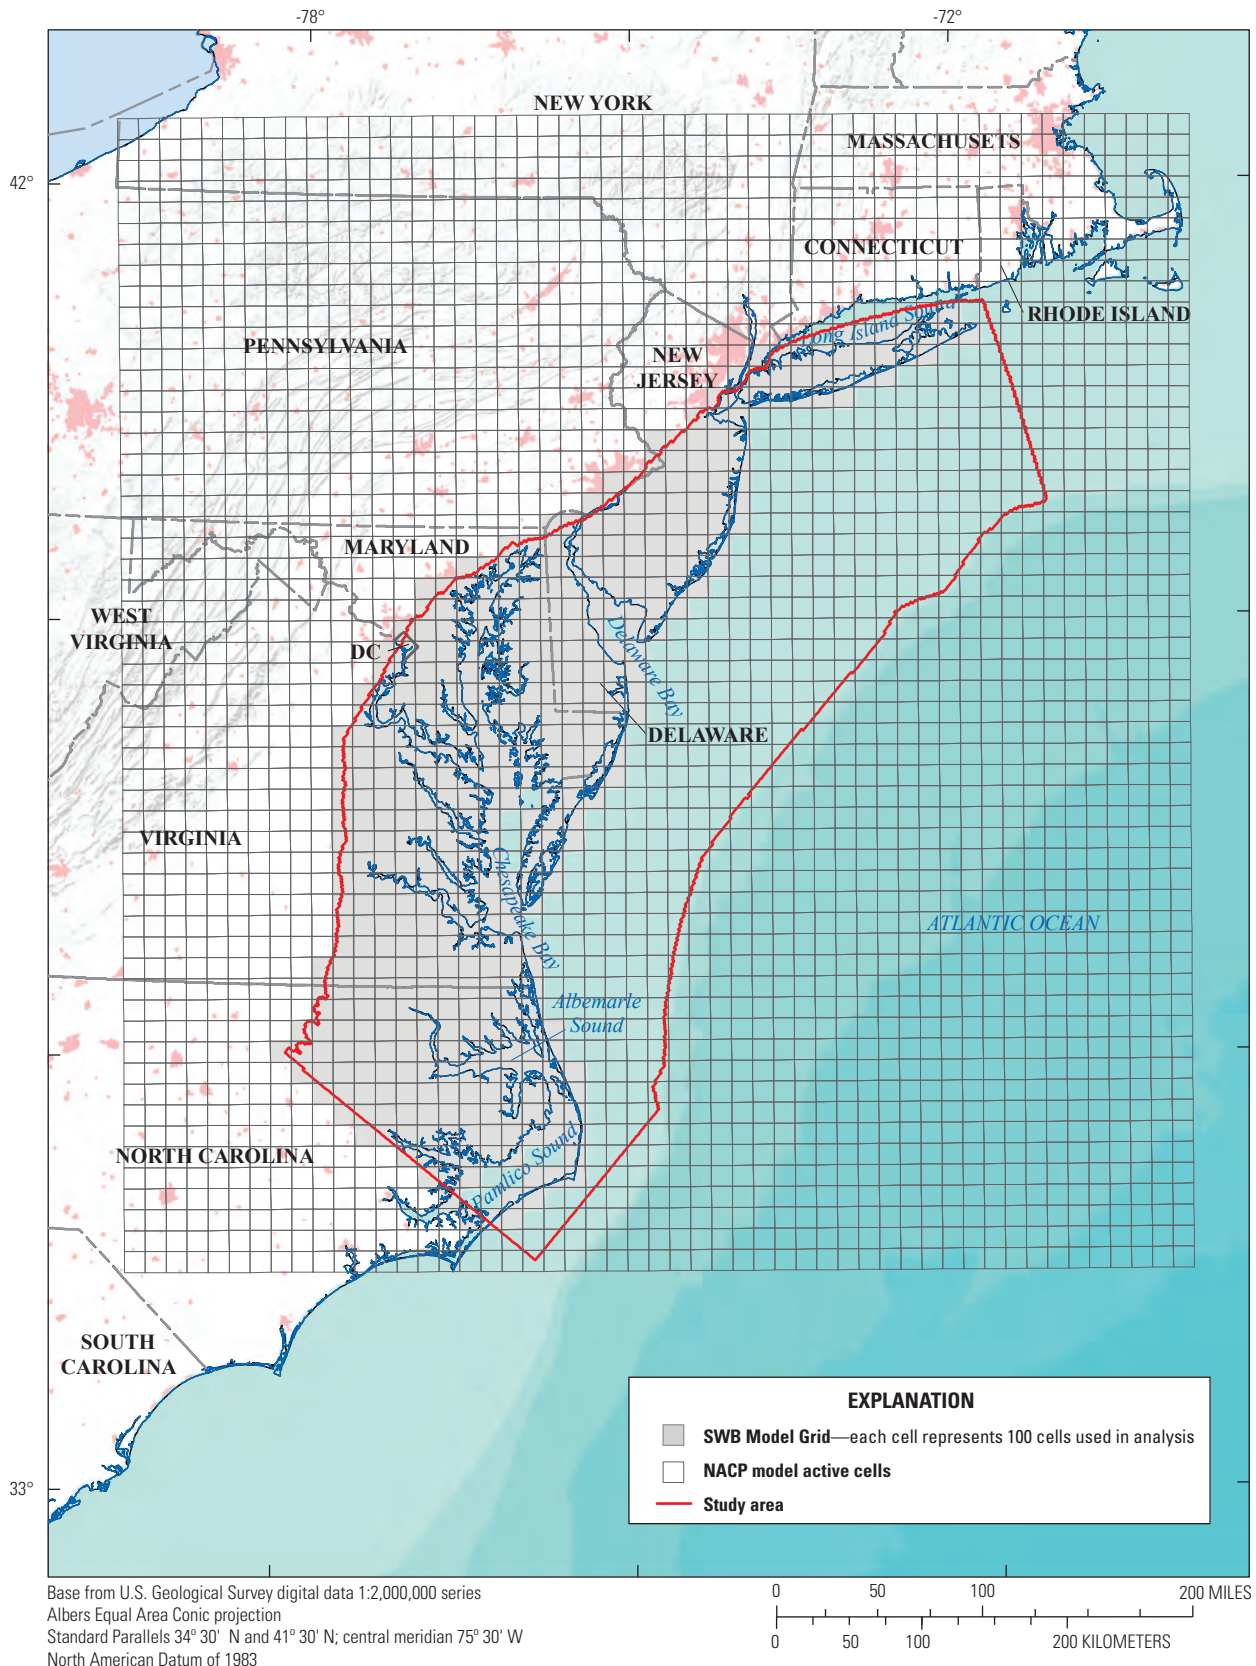 -78°
-72°
NEW YORK
MASSACHUSETS
42°
CONNECTICUT
RHODE ISLAND
Long Island Sound
PENNSYLVANIA
NEW
JERSEY
MARYLAND
WEST
VIRGINIA
DC
Delaware Bay
DELAWARE
VIRGINIA
Chesapeake Bay
ATLANTIC OCEAN
Albemarle
Sound
NORTH CAROLINA
Pamlico Sound
SOUTH
CAROLINA
33°
EXPLANATION
SWB Model Grid—each cell represents 100 cells used in analysis
NACP model active cells
Study area
Base from U.S. Geological Survey digital data 1:2,000,000 series
Albers Equal Area Conic projection
Standard Parallels 34° 30' N and 41° 30' N; central meridian 75° 30' W
North American Datum of 1983
0 50 100 200 MILES
0 50 100 200 KILOMETERS